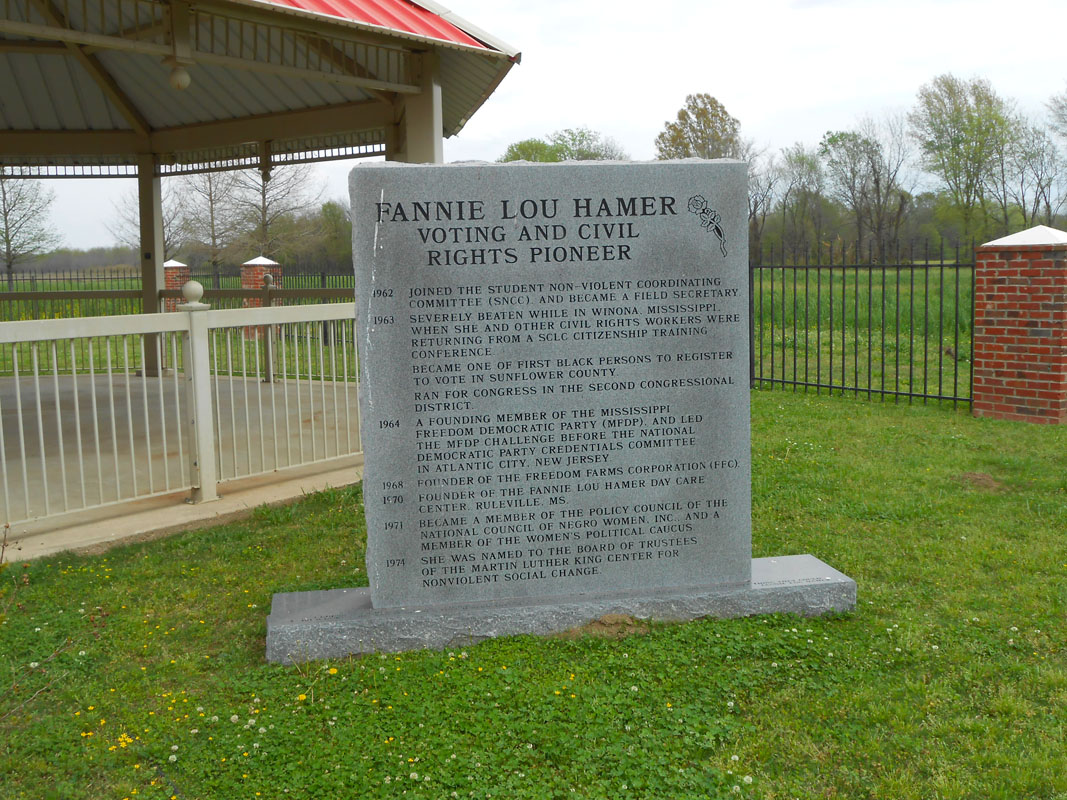 FANNIE LOU HAMER
VOTING AND CIVIL
RIGHTS PIONEER
1962 JOINED THE STUDENT NON-VIOLENT COORDINATING
COMMITTEE (SNCC), AND BECAME A FIELD SECRETARY.
1963 SEVERELY BEATEN WHILE IN WINONA, MISSISSIPPI,
WHEN SHE AND OTHER CIVIL RIGHTS WORKERS WERE
RETURNING FROM A SCLC CITIZENSHIP TRAINING
CONFERENCE.
BECAME ONE OF FIRST BLACK PERSONS TO REGISTER
TO VOTE IN SUNFLOWER COUNTY.
RAN FOR CONGRESS IN THE SECOND CONGRESSIONAL
DISTRICT.
1964 A FOUNDING MEMBER OF THE MISSISSIPPI
FREEDOM DEMOCRATIC PARTY (MFDP), AND LED
THE MFDP CHALLENGE BEFORE THE NATIONAL
DEMOCRATIC PARTY CREDENTIALS COMMITTEE
IN ATLANTIC CITY, NEW JERSEY.
1968 FOUNDER OF THE FREEDOM FARMS CORPORATION (FFC).
1970 FOUNDER OF THE FANNIE LOU HAMER DAY CARE
CENTER, RULEVILLE, MS.
1971 BECAME A MEMBER OF THE POLICY COUNCIL OF THE
NATIONAL COUNCIL OF NEGRO WOMEN, INC., AND A
MEMBER OF THE WOMEN'S POLITICAL CAUCUS
1974 SHE WAS NAMED TO THE BOARD OF TRUSTEES
OF THE MARTIN LUTHER KING CENTER FOR
NONVIOLENT SOCIAL CHANGE.